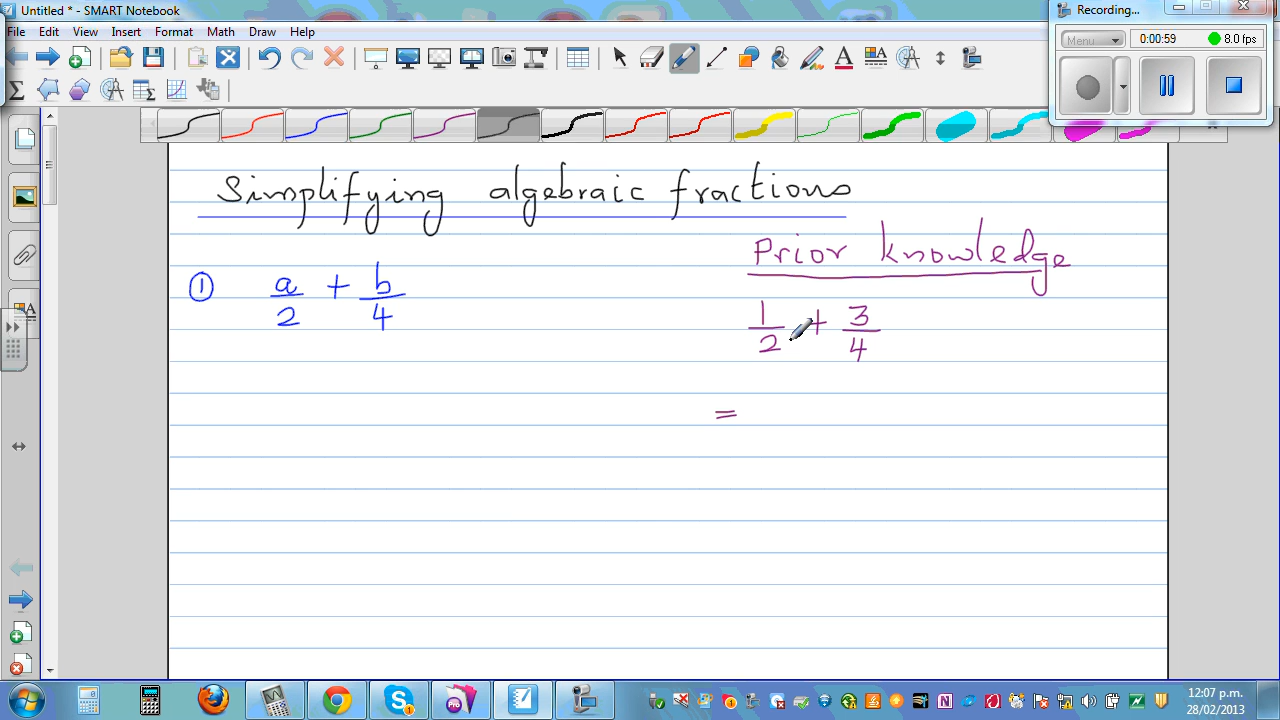 Untitled * - SMART Notebook
File Edit View Insert Format Math Draw Help
Recording...
Menu 0:00:59 8.0 fps
Simplifying algebraic fractions
Prior knowledge
① a/2 + b/4
1/2 + 3/4
=
12:07 p.m.
28/02/2013